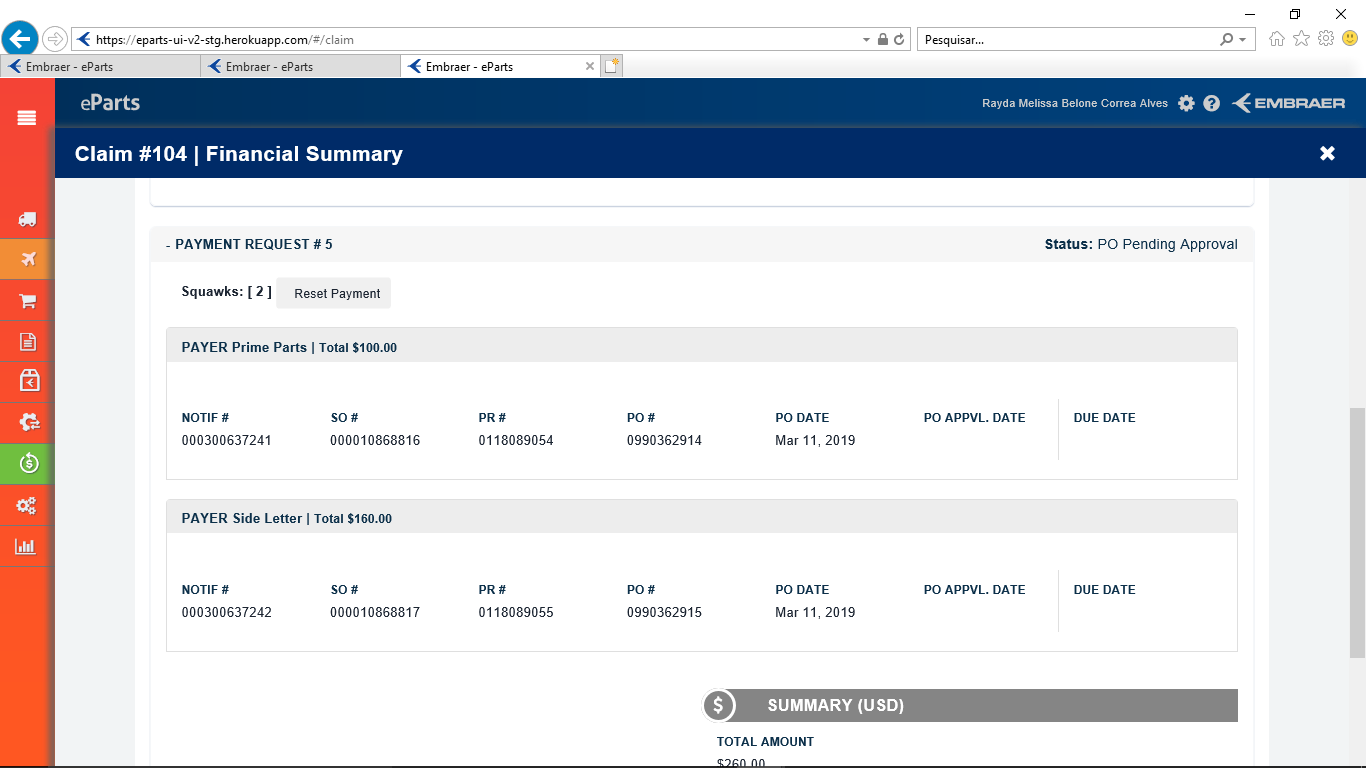 https://eparts-ui-v2-stg.herokuapp.com/#/claim
Pesquisar...
Embraer - eParts
Embraer - eParts
Embraer - eParts
eParts
Rayda Melissa Belone Correa Alves
EMBRAER
Claim #104 | Financial Summary
- PAYMENT REQUEST # 5
Status: PO Pending Approval
Squawks: [ 2 ]
Reset Payment
PAYER Prime Parts | Total $100.00
NOTIF # SO # PR # PO # PO DATE PO APPVL. DATE DUE DATE
000300637241 000010868816 0118089054 0990362914 Mar 11, 2019
PAYER Side Letter | Total $160.00
NOTIF # SO # PR # PO # PO DATE PO APPVL. DATE DUE DATE
000300637242 000010868817 0118089055 0990362915 Mar 11, 2019
$ SUMMARY (USD)
TOTAL AMOUNT
$260.00